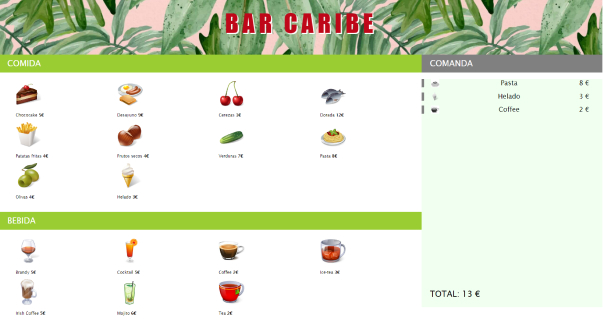 BAR CARIBE
COMIDA
Chococake 5€
Desayuno 9€
Cerezas 3€
Dorada 12€
Patatas fritas 4€
Frutos secos 4€
Verduras 7€
Pasta 8€
Olivas 4€
Helado 3€
BEBIDA
Brandy 5€
Cocktail 5€
Coffee 2€
Ice-tea 3€
Irish Coffee 5€
Mojito 6€
Tea 2€
COMANDA
Pasta 8 €
Helado 3 €
Coffee 2 €
TOTAL: 13 €